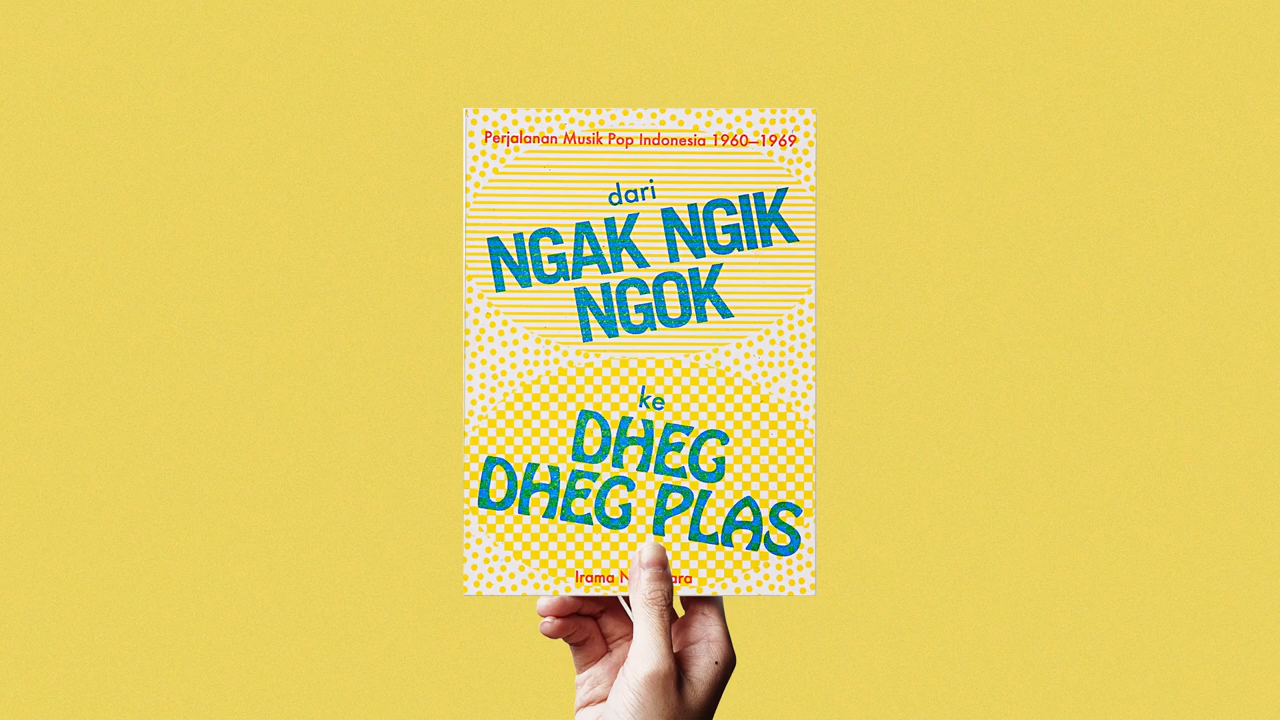 Perjalanan Musik Pop Indonesia 1960–1969
dari
NGAK NGIK
NGOK
ke
DHEG
DHEG PLAS
Irama